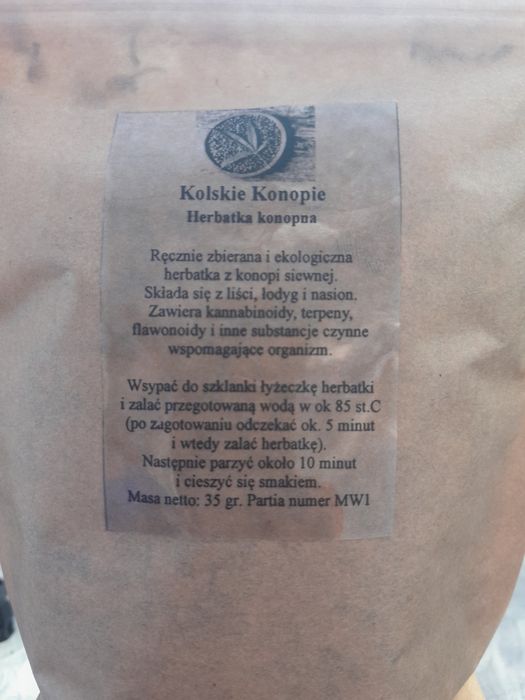 Kolskie Konopie
Herbatka konopna
Ręcznie zbierana i ekologiczna
herbatka z konopi siewnej.
Składa się z liści, łodyg i nasion.
Zawiera kannabinoidy, terpeny,
flawonoidy i inne substancje czynne
wspomagające organizm.
Wsypać do szklanki łyżeczkę herbatki
i zalać przegotowaną wodą w ok 85 st.C
(po zagotowaniu odczekać ok. 5 minut
i wtedy zalać herbatkę).
Następnie parzyć około 10 minut
i cieszyć się smakiem.
Masa netto: 35 gr. Partia numer MW1